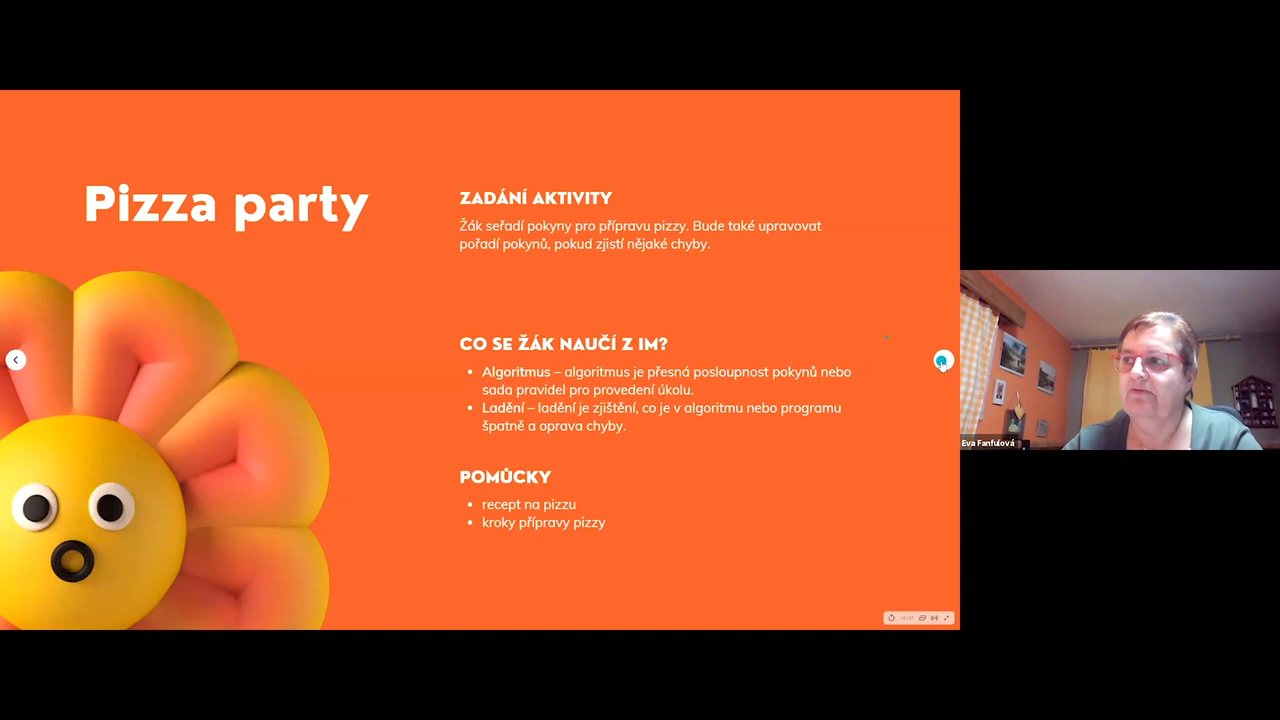 Pizza party
ZADÁNÍ AKTIVITY
Žák seřadí pokyny pro přípravu pizzy. Bude také upravovat
pořadí pokynů, pokud zjistí nějaké chyby.
CO SE ŽÁK NAUČÍ Z IM?
• Algoritmus – algoritmus je přesná posloupnost pokynů nebo
sada pravidel pro provedení úkolu.
• Ladění – ladění je zjištění, co je v algoritmu nebo programu
špatně a oprava chyby.
POMŮCKY
• recept na pizzu
• kroky přípravy pizzy
Eva Fanfulová